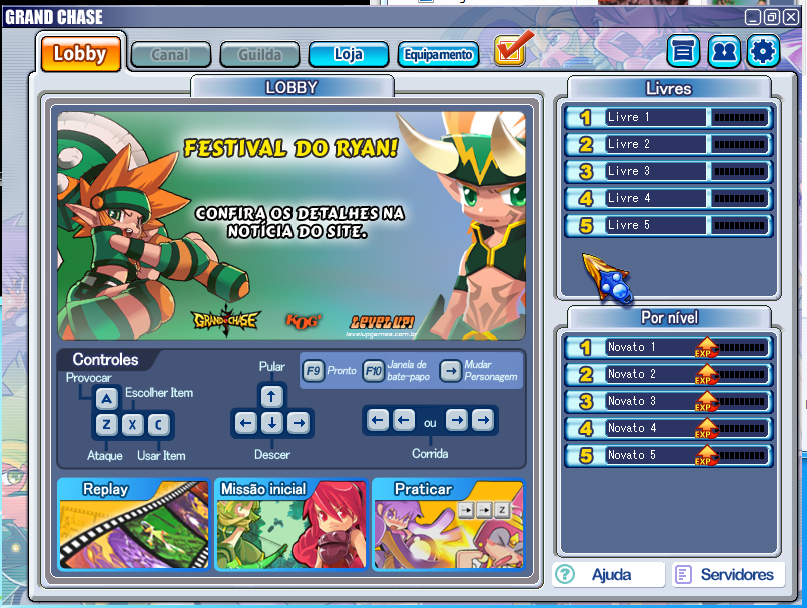 GRAND CHASE
Lobby
Canal
Guilda
Loja
Equipamento
LOBBY
FESTIVAL DO RYAN!
CONFIRA OS DETALHES NA
NOTÍCIA DO SITE.
GRAND CHASE
KOG
LEVEL UP!
levelupgames.com.br
Controles
Provocar
A
Escolher Item
Z X C
Ataque
Usar Item
Pular
↑
← ↓ →
Descer
F9 Pronto
F10 Janela de
bate-papo
→ Mudar
Personagem
← ← ou → →
Corrida
Replay
Missão inicial
Praticar
→ → Z
Livres
1 Livre 1
2 Livre 2
3 Livre 3
4 Livre 4
5 Livre 5
Por nível
1 Novato 1 EXP
2 Novato 2 EXP
3 Novato 3 EXP
4 Novato 4 EXP
5 Novato 5 EXP
? Ajuda
Servidores